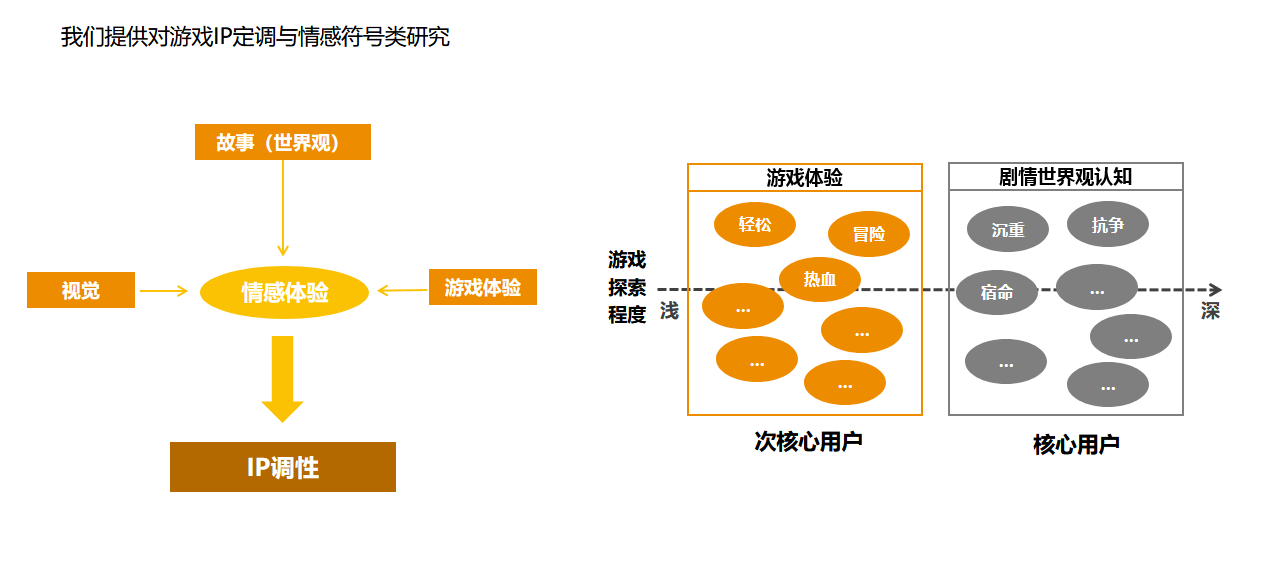 我们提供对游戏IP定调与情感符号类研究
故事（世界观）
视觉
情感体验
游戏体验
IP调性
游戏
探索
程度
浅
深
游戏体验
轻松
冒险
热血
...
...
...
...
次核心用户
剧情世界观认知
沉重
抗争
宿命
...
...
...
...
核心用户